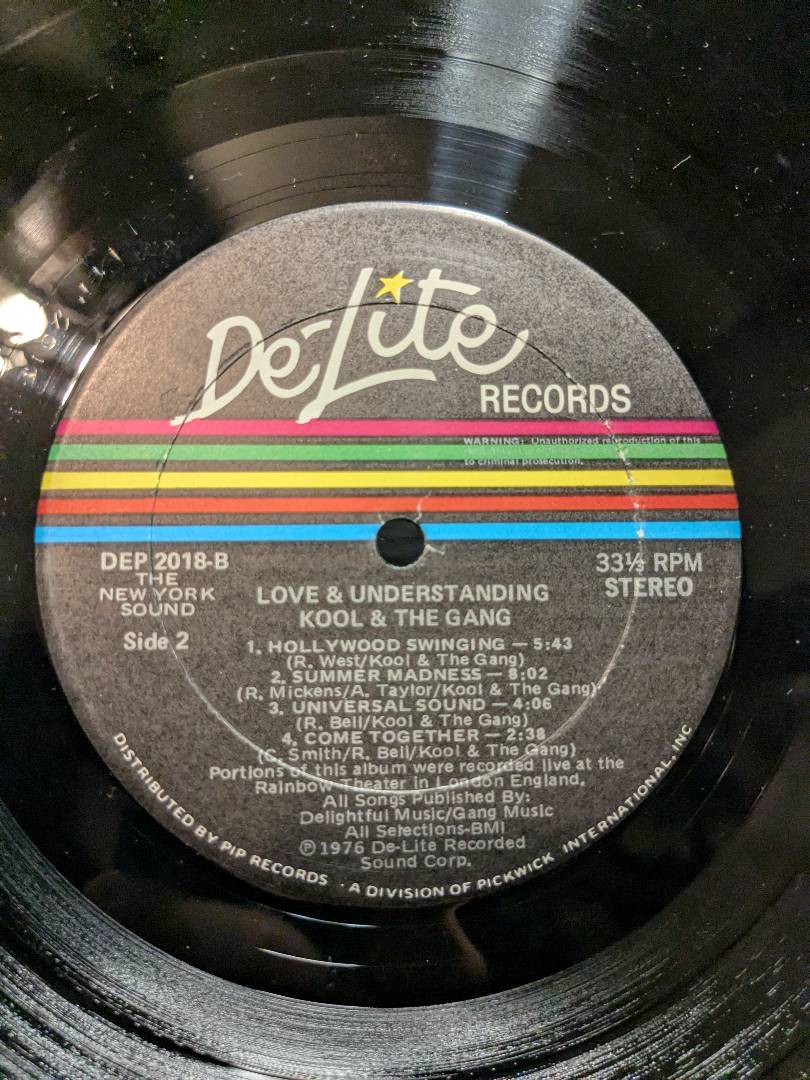 De-Lite
RECORDS
WARNING: Unauthorized reproduction of this
to criminal prosecution.
DEP 2018-B
THE
NEW YORK
SOUND
Side 2
33⅓ RPM
STEREO
LOVE & UNDERSTANDING
KOOL & THE GANG
1. HOLLYWOOD SWINGING — 5:43
(R. West/Kool & The Gang)
2. SUMMER MADNESS — 8:02
(R. Mickens/A. Taylor/Kool & The Gang)
3. UNIVERSAL SOUND — 4:06
(R. Bell/Kool & The Gang)
4. COME TOGETHER — 2:38
(C. Smith/R. Bell/Kool & The Gang)
Portions of this album were recorded live at the
Rainbow Theater in London England.
All Songs Published By:
Delightful Music/Gang Music
All Selections-BMI
℗1976 De-Lite Recorded
Sound Corp.
DISTRIBUTED BY PIP RECORDS · A DIVISION OF PICKWICK INTERNATIONAL, INC